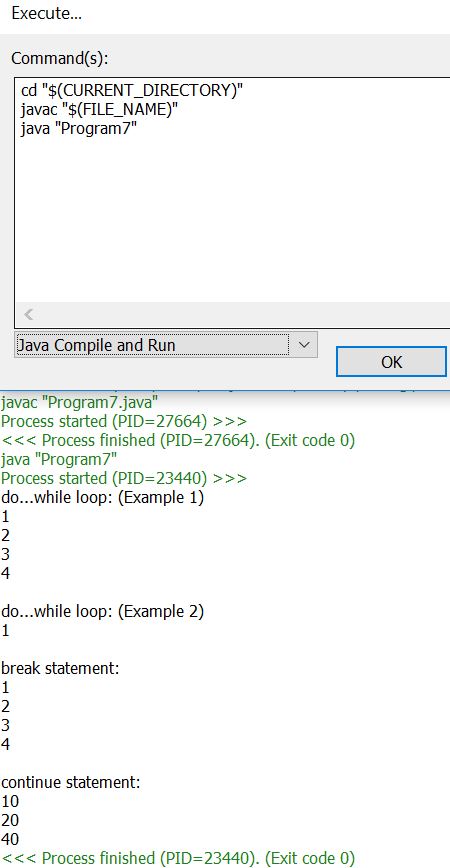 Execute...
Command(s):
cd "$(CURRENT_DIRECTORY)"
javac "$(FILE_NAME)"
java "Program7"
Java Compile and Run
OK
javac "Program7.java"
Process started (PID=27664) >>>
<<< Process finished (PID=27664). (Exit code 0)
java "Program7"
Process started (PID=23440) >>>
do...while loop: (Example 1)
1
2
3
4
do...while loop: (Example 2)
1
break statement:
1
2
3
4
continue statement:
10
20
40
<<< Process finished (PID=23440). (Exit code 0)